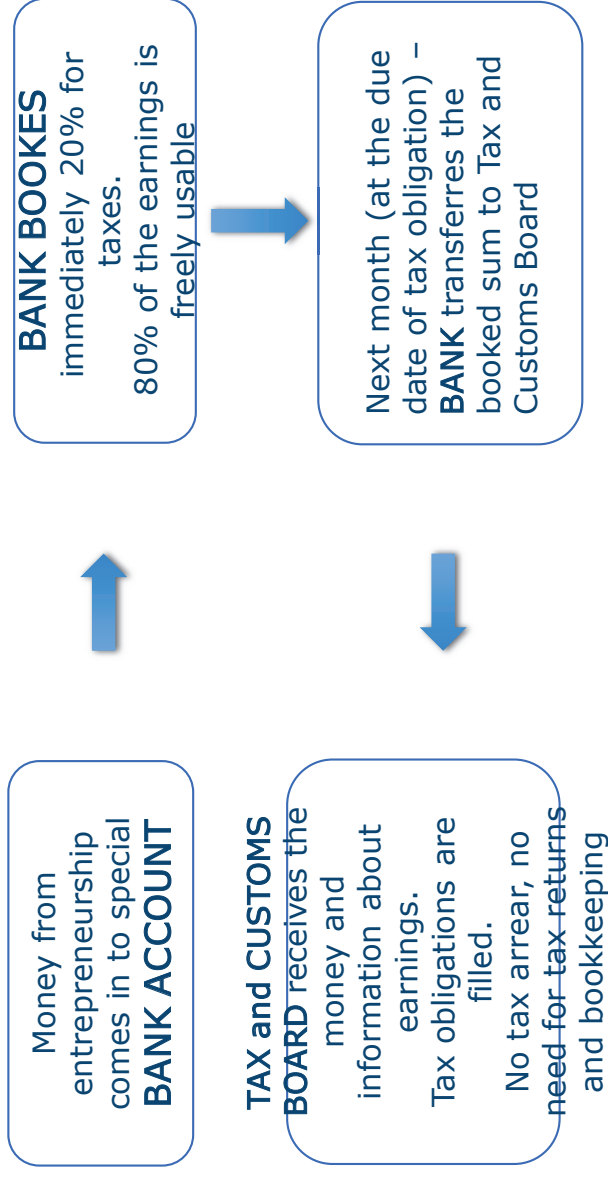 Money from
entrepreneurship
comes in to special
BANK ACCOUNT
BANK BOOKES
immediately 20% for
taxes.
80% of the earnings is
freely usable
Next month (at the due
date of tax obligation) –
BANK transferres the
booked sum to Tax and
Customs Board
TAX and CUSTOMS
BOARD receives the
money and
information about
earnings.
Tax obligations are
filled.
No tax arrear, no
need for tax returns
and bookkeeping